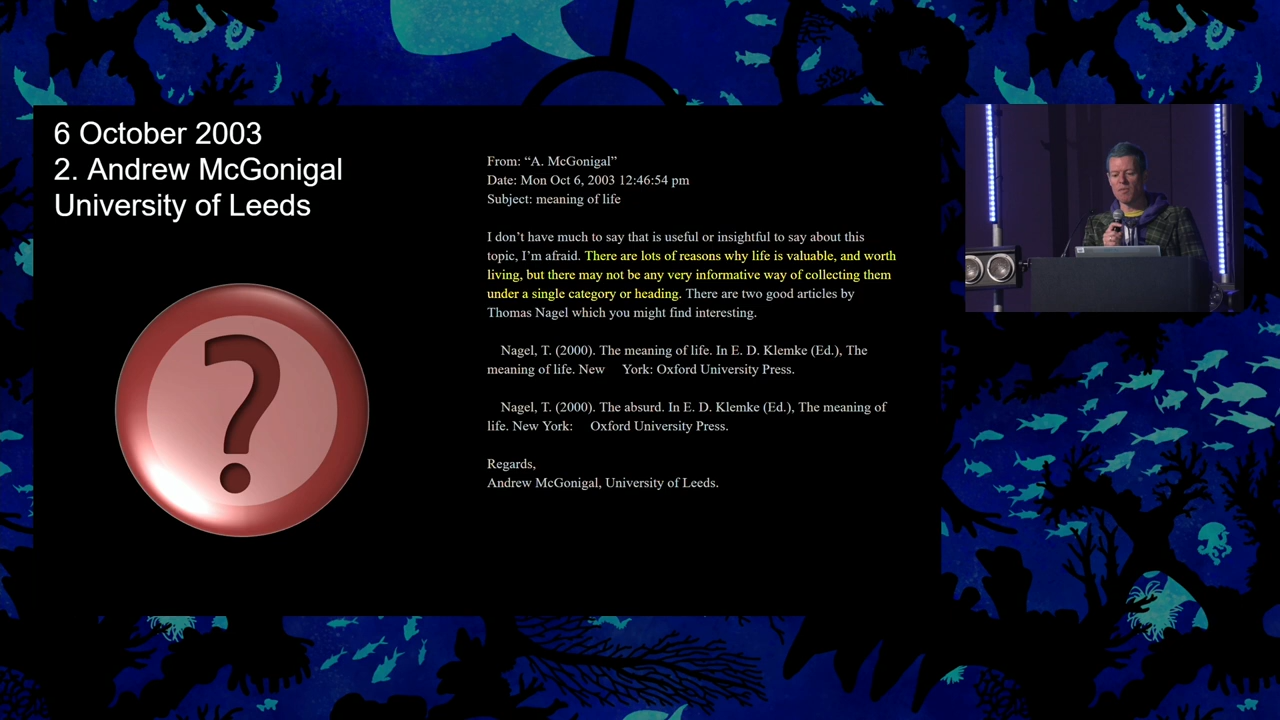 6 October 2003
2. Andrew McGonigal
University of Leeds
?
From: “A. McGonigal”
Date: Mon Oct 6, 2003 12:46:54 pm
Subject: meaning of life
I don’t have much to say that is useful or insightful to say about this
topic, I’m afraid. There are lots of reasons why life is valuable, and worth
living, but there may not be any very informative way of collecting them
under a single category or heading. There are two good articles by
Thomas Nagel which you might find interesting.
Nagel, T. (2000). The meaning of life. In E. D. Klemke (Ed.), The
meaning of life. New York: Oxford University Press.
Nagel, T. (2000). The absurd. In E. D. Klemke (Ed.), The meaning of
life. New York: Oxford University Press.
Regards,
Andrew McGonigal, University of Leeds.